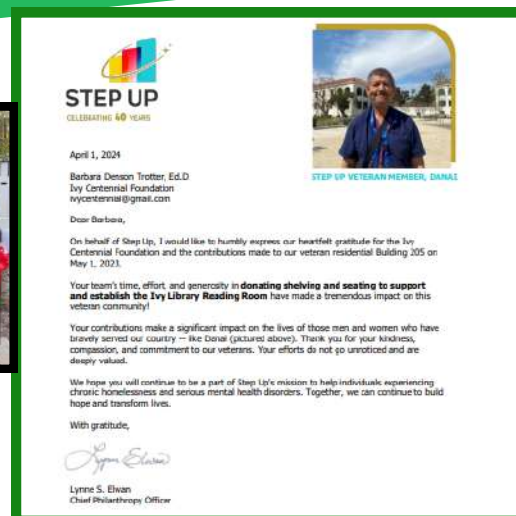 STEP UP
CELEBRATING 40 YEARS
STEP UP VETERAN MEMBER, DANAI
April 1, 2024
Barbara Denson Trotter, Ed.D
Ivy Centennial Foundation
ivycentennial@gmail.com
Dear Barbara,
On behalf of Step Up, I would like to humbly express our heartfelt gratitude for the Ivy
Centennial Foundation and the contributions made to our veteran residential Building 205 on
May 1, 2023.
Your team's time, effort, and generosity in donating shelving and seating to support
and establish the Ivy Library Reading Room have made a tremendous impact on this
veteran community!
Your contributions make a significant impact on the lives of those men and women who have
bravely served our country — like Danai (pictured above). Thank you for your kindness,
compassion, and commitment to our veterans. Your efforts do not go unnoticed and are
deeply valued.
We hope you will continue to be a part of Step Up's mission to help individuals experiencing
chronic homelessness and serious mental health disorders. Together, we can continue to build
hope and transform lives.
With gratitude,
Lynne S. Elwan
Chief Philanthropy Officer